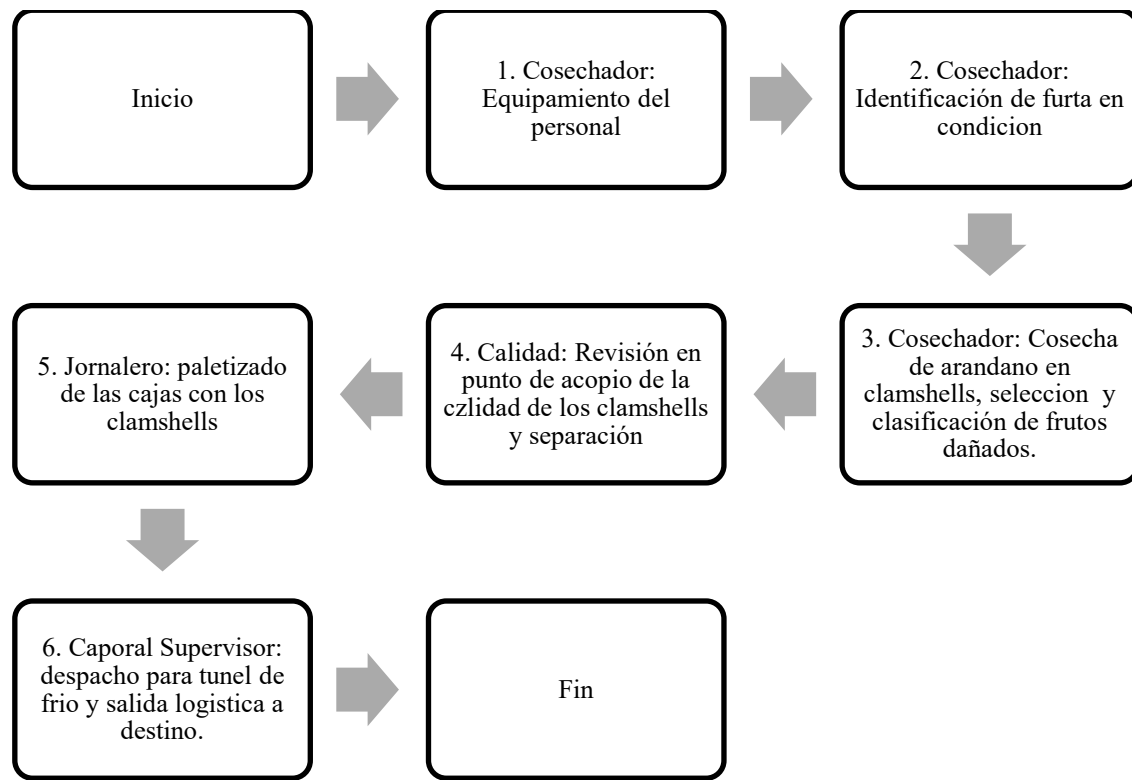 Inicio
1. Cosechador:
Equipamiento del
personal
2. Cosechador:
Identificación de furta en
condicion
3. Cosechador: Cosecha
de arandano en
clamshells, seleccion y
clasificación de frutos
dañados.
4. Calidad: Revisión en
punto de acopio de la
czlidad de los clamshells
y separación
5. Jornalero: paletizado
de las cajas con los
clamshells
6. Caporal Supervisor:
despacho para tunel de
frio y salida logistica a
destino.
Fin